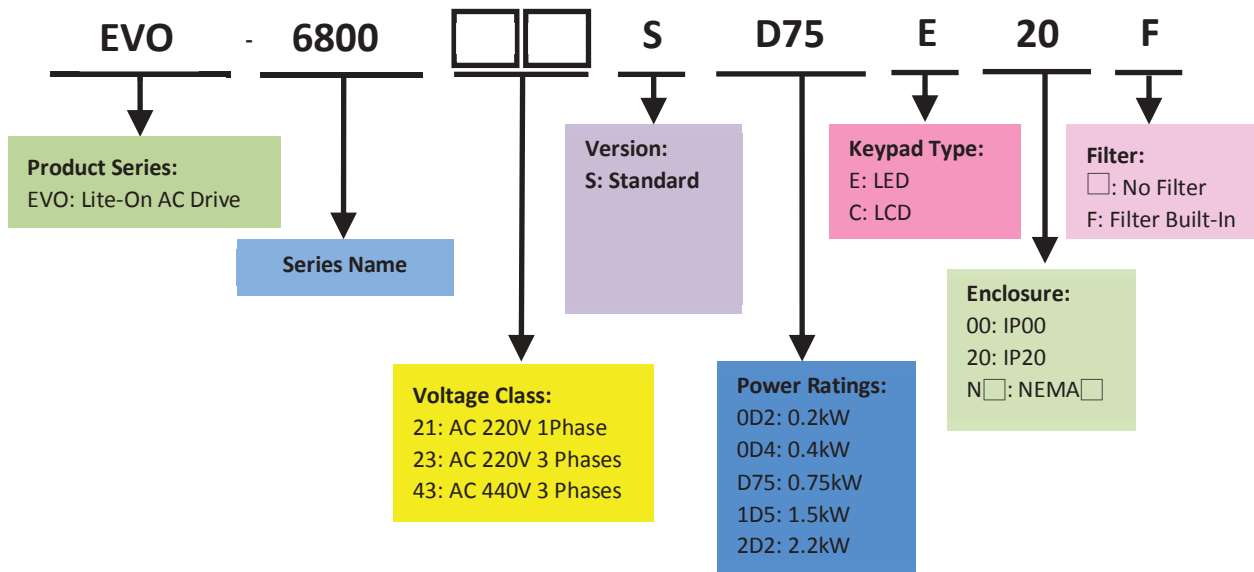 EVO - 6800 □□ S D75 E 20 F
Product Series:
EVO: Lite-On AC Drive
Series Name
Voltage Class:
21: AC 220V 1Phase
23: AC 220V 3 Phases
43: AC 440V 3 Phases
Version:
S: Standard
Power Ratings:
0D2: 0.2kW
0D4: 0.4kW
D75: 0.75kW
1D5: 1.5kW
2D2: 2.2kW
Keypad Type:
E: LED
C: LCD
Enclosure:
00: IP00
20: IP20
N□: NEMA□
Filter:
□: No Filter
F: Filter Built-In